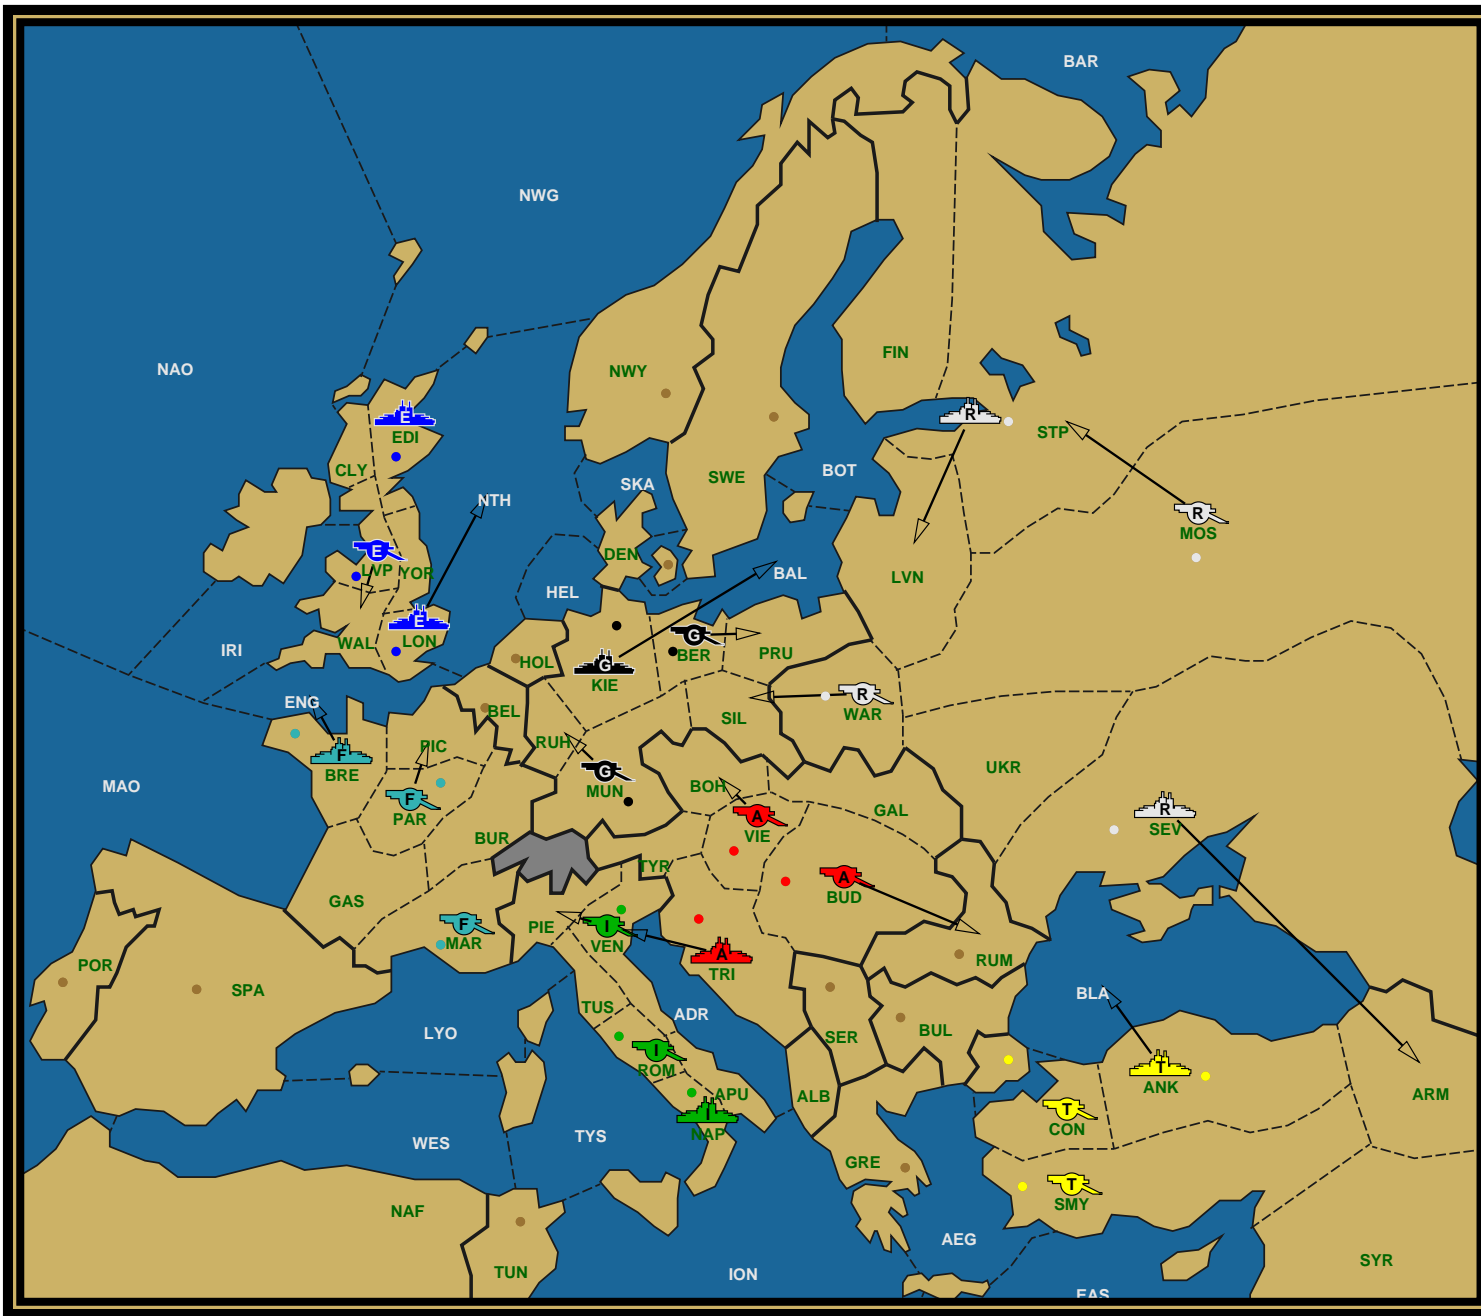 BAR
NWG
NAO
FIN
NWY
R
STP
E
EDI
CLY
SWE
BOT
SKA
NTH
R
MOS
E
LVP
YOR
DEN
BAL
LVN
HEL
E
LON
WAL
IRI
G
BER
PRU
HOL
G
KIE
R
WAR
ENG
BEL
SIL
F
BRE
PIC
RUH
G
MUN
BOH
UKR
MAO
F
PAR
A
VIE
GAL
R
SEV
BUR
TYR
A
BUD
GAS
F
MAR
PIE
I
VEN
A
TRI
RUM
POR
SPA
BLA
TUS
ADR
LYO
SER
BUL
I
ROM
T
ANK
APU
ALB
ARM
I
NAP
T
CON
WES
TYS
GRE
T
SMY
NAF
AEG
SYR
TUN
ION
EAS